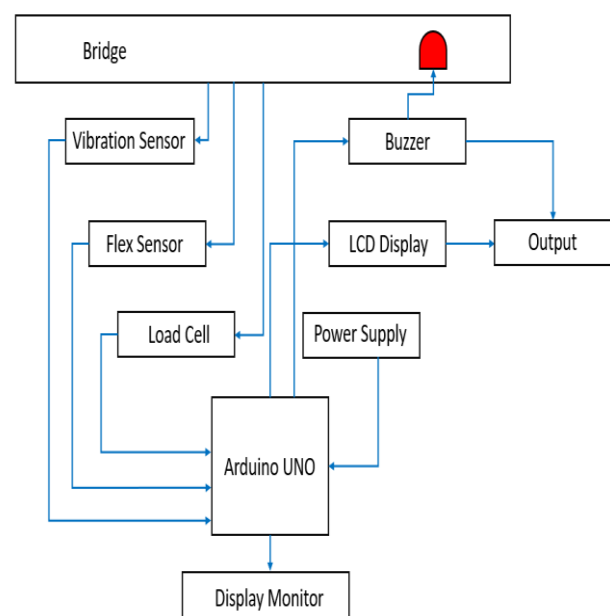 Bridge
Vibration Sensor
Buzzer
Flex Sensor
LCD Display
Output
Load Cell
Power Supply
Arduino UNO
Display Monitor